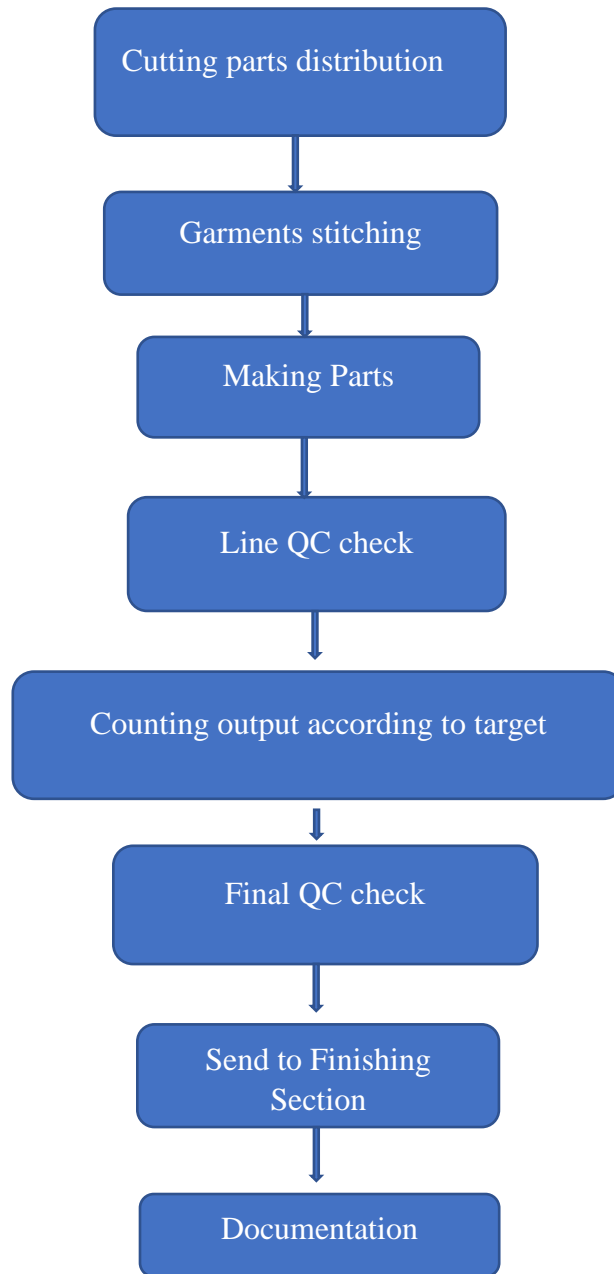 Cutting parts distribution
Garments stitching
Making Parts
Line QC check
Counting output according to target
Final QC check
Send to Finishing
Section
Documentation